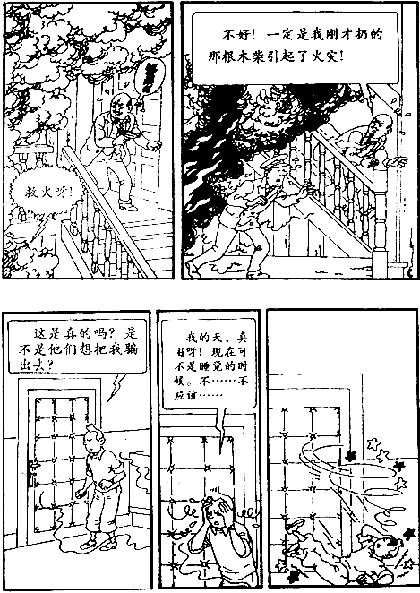 救火呀！
不好！一定是我刚才扔的
那根木柴引起了火灾！
这是真的吗？是
不是他们想把我骗
出去？
我的天、真
困呀！现在可
不是睡觉的时
候。不……不
应该……